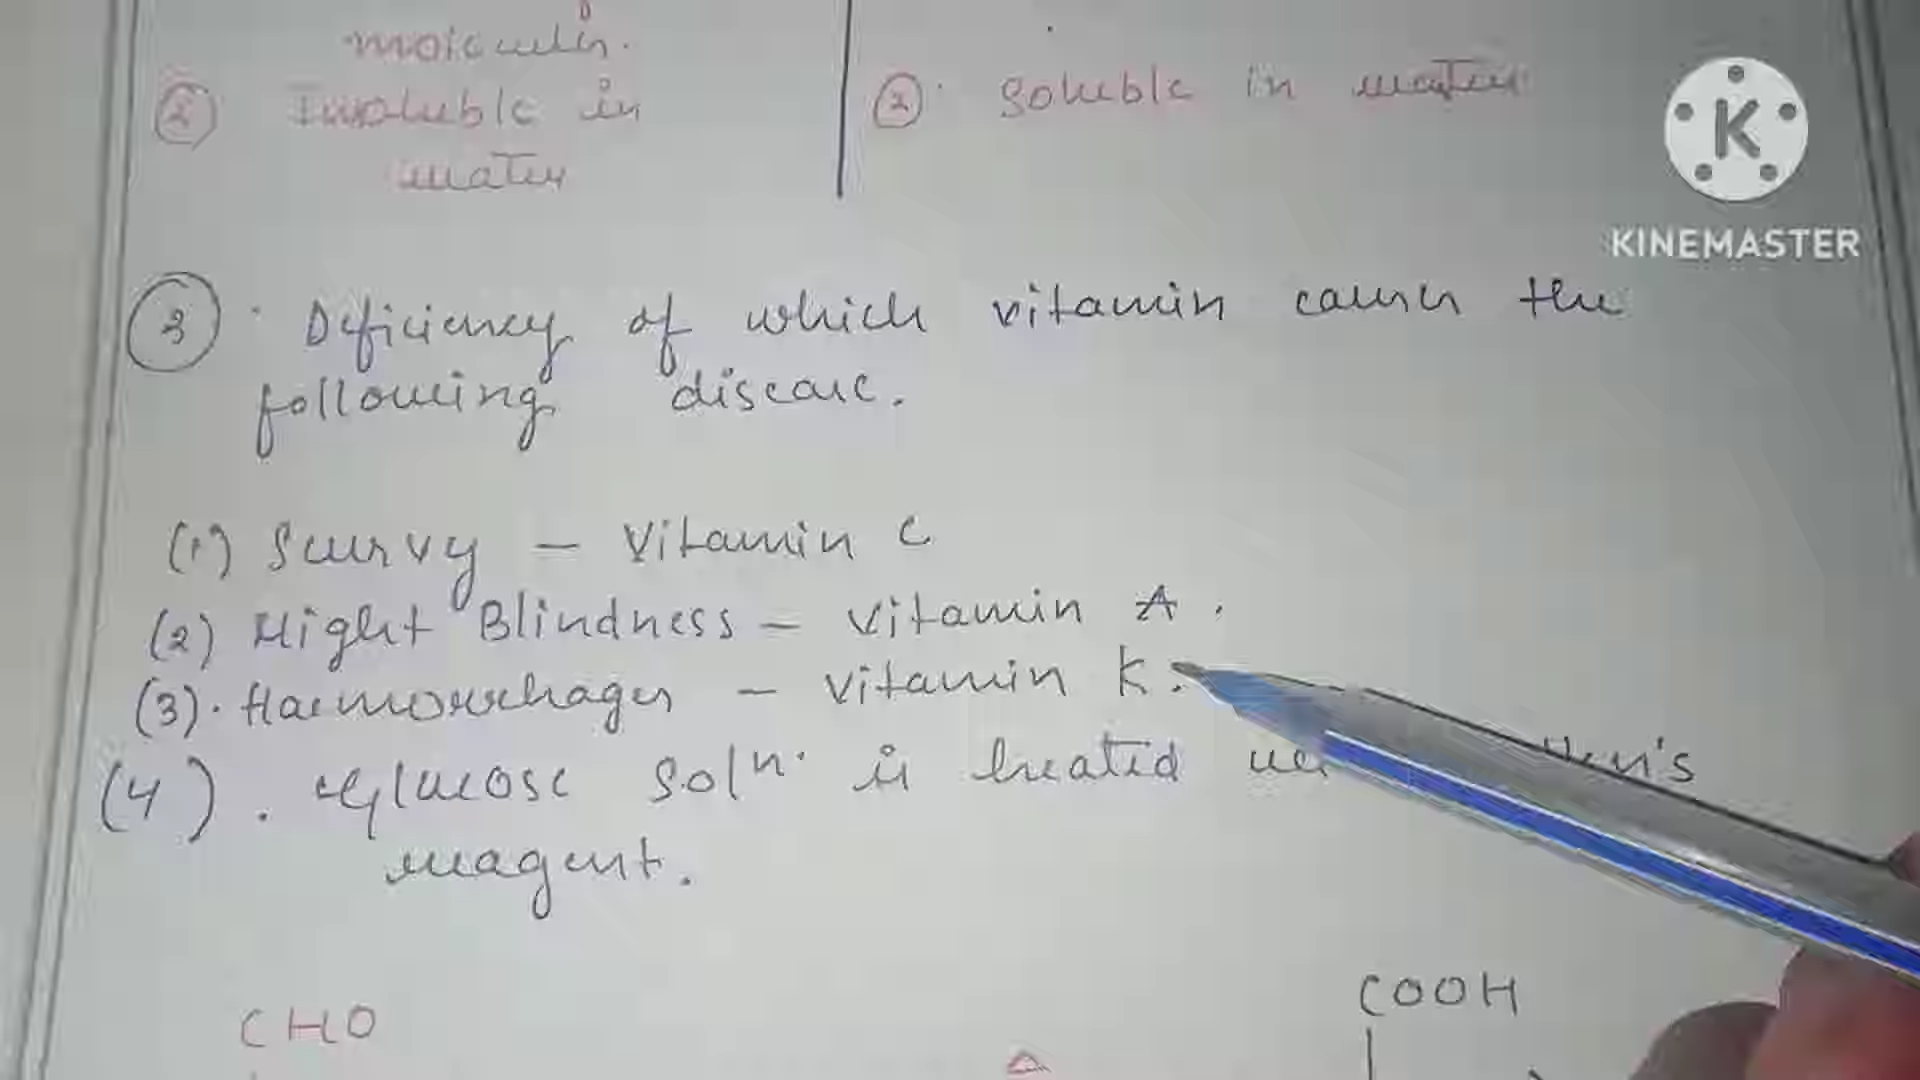 molecules.
② Insoluble in
water
② Soluble in water
KINEMASTER
③ Deficiency of which vitamin causes the
following disease.
(1) Scurvy – Vitamin C
(2) Night Blindness – Vitamin A.
(3). Haemorrhages – Vitamin K.
(4). Glucose Solⁿ. is treated
reagent.
CHO
COOH
Δ